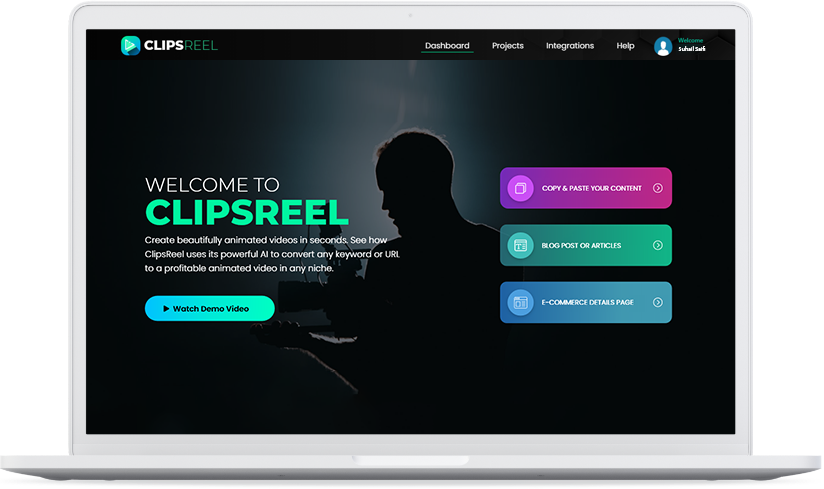 CLIPSREEL
Dashboard
Projects
Integrations
Help
Welcome
Suhail Saifi
WELCOME TO
CLIPSREEL
Create beautifully animated videos in seconds. See how
ClipsReel uses its powerful AI to convert any keyword or URL
to a profitable animated video in any niche.
Watch Demo Video
COPY & PASTE YOUR CONTENT
BLOG POST OR ARTICLES
E-COMMERCE DETAILS PAGE